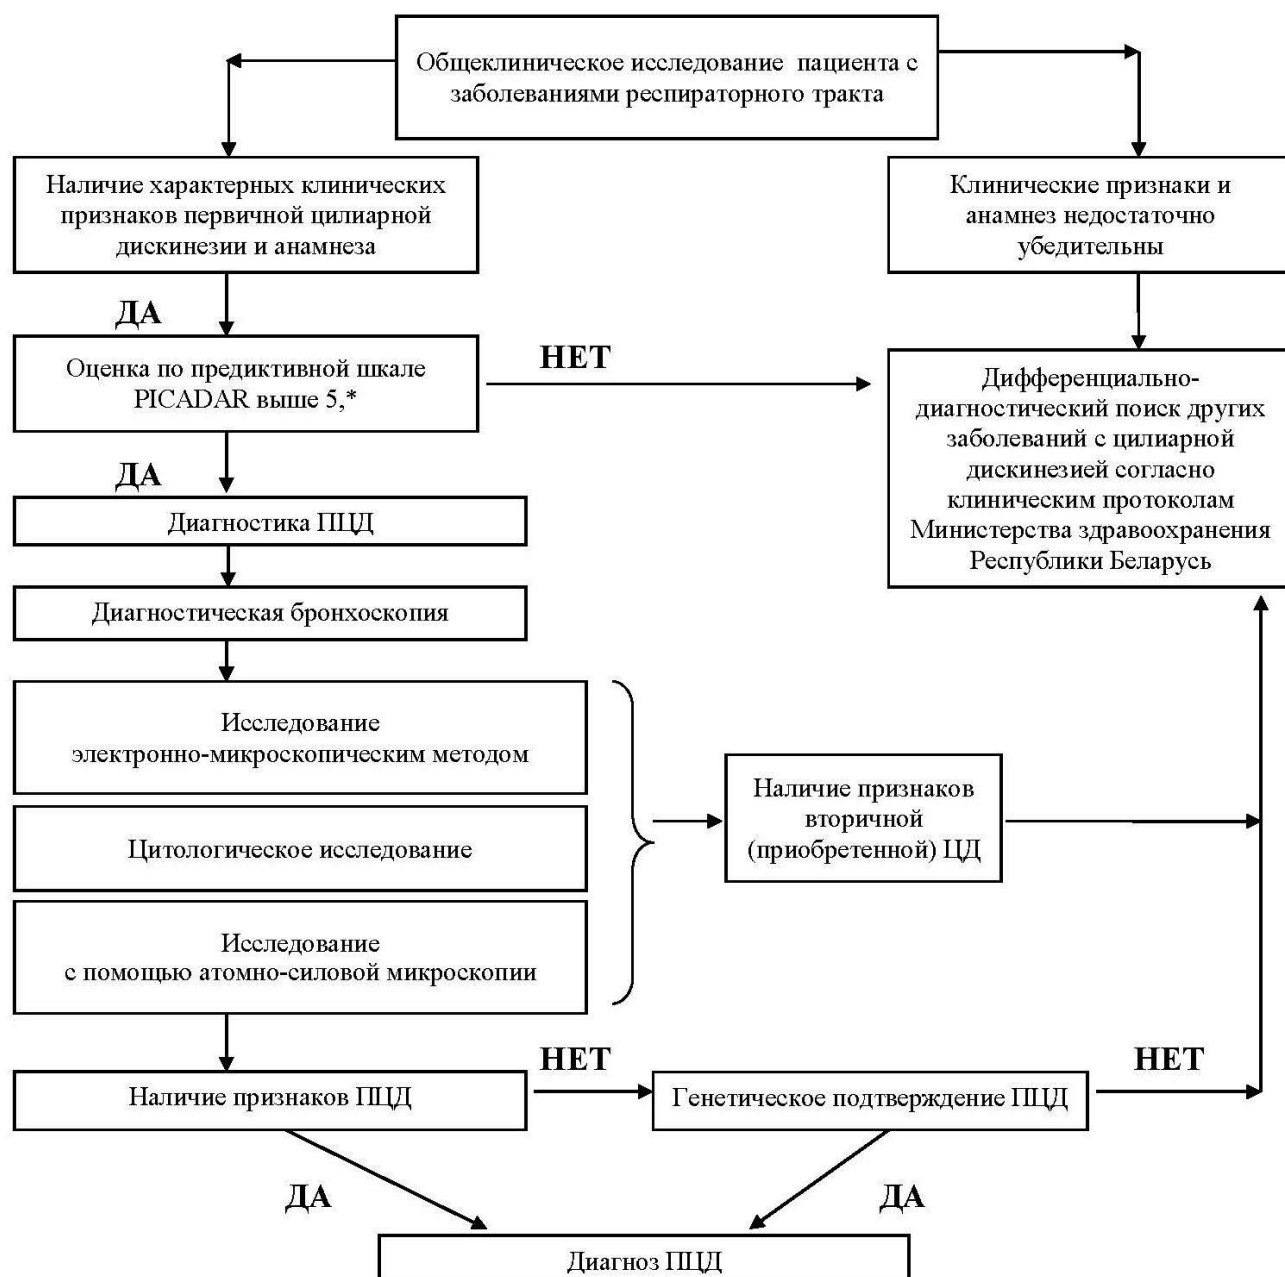 Общеклиническое исследование пациента с
заболеваниями респираторного тракта
Наличие характерных клинических
признаков первичной цилиарной
дискинезии и анамнеза
Клинические признаки и
анамнез недостаточно
убедительны
ДА
Оценка по предиктивной шкале
PICADAR выше 5,*
НЕТ
Дифференциально-
диагностический поиск других
заболеваний с цилиарной
дискинезией согласно
клиническим протоколам
Министерства здравоохранения
Республики Беларусь
ДА
Диагностика ПЦД
Диагностическая бронхоскопия
Исследование
электронно-микроскопическим методом
Цитологическое исследование
Исследование
с помощью атомно-силовой микроскопии
Наличие признаков
вторичной
(приобретенной) ЦД
Наличие признаков ПЦД
НЕТ
Генетическое подтверждение ПЦД
НЕТ
ДА
ДА
Диагноз ПЦД